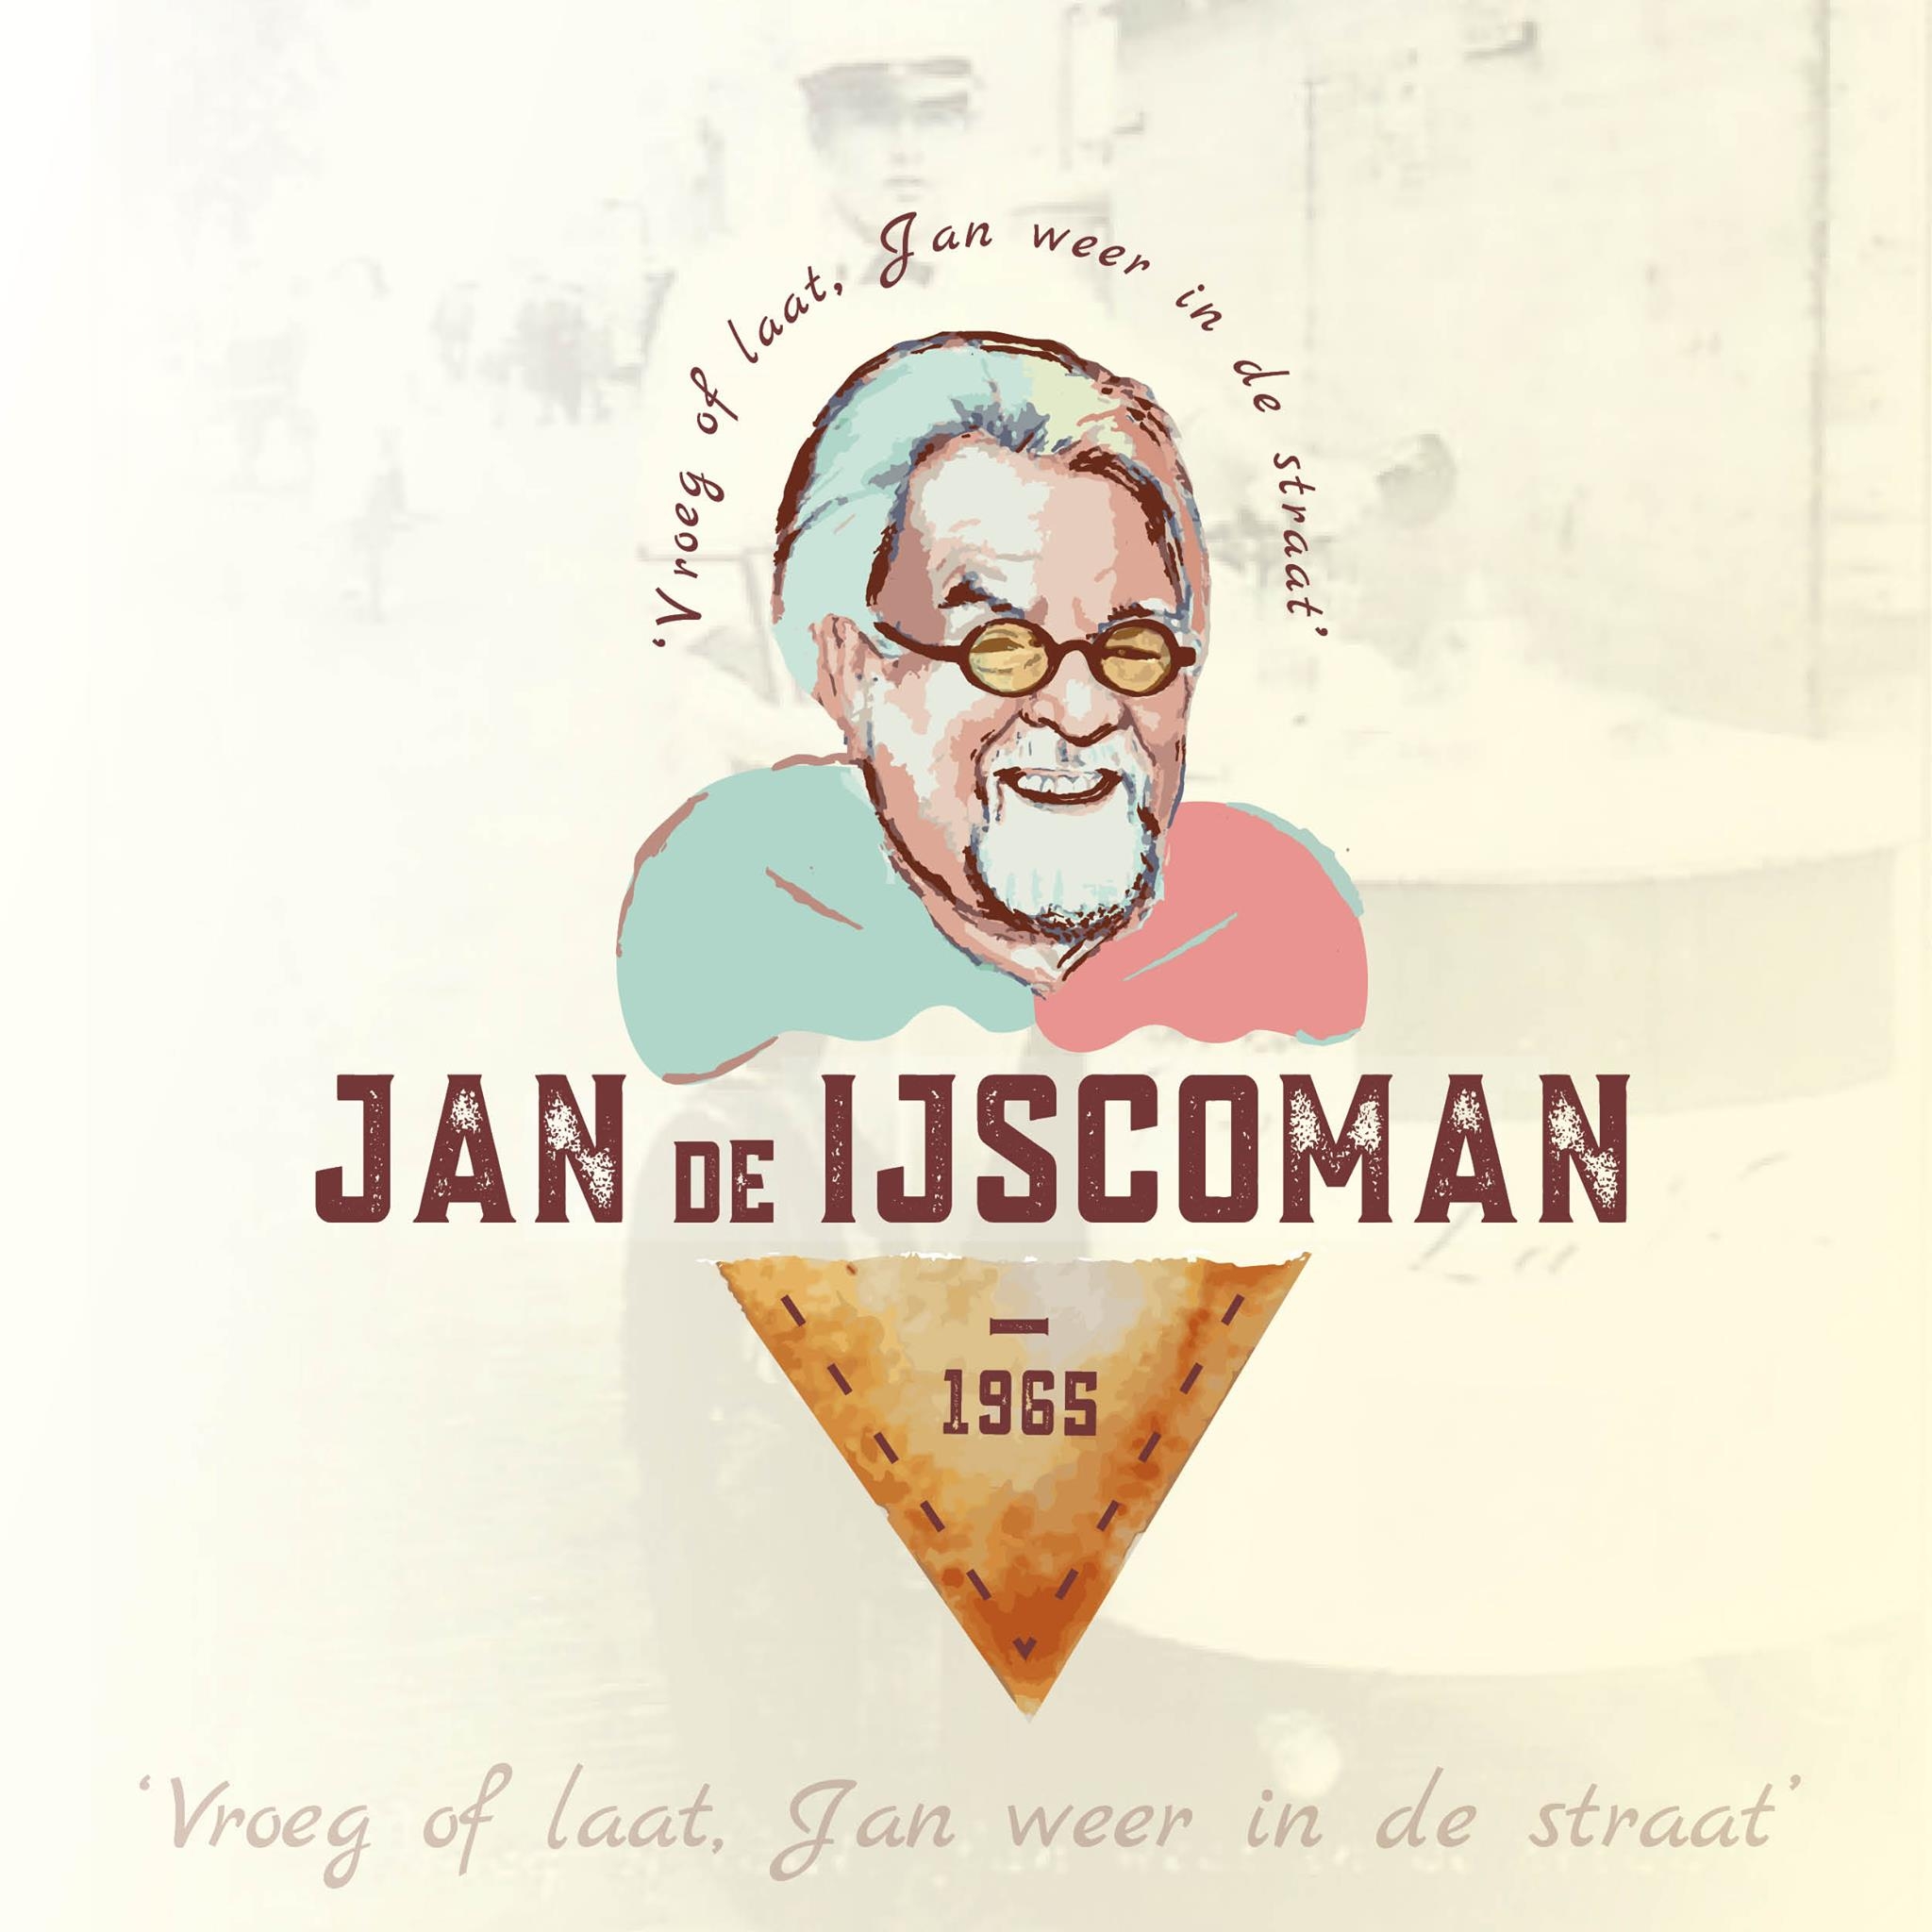 ‘Vroeg of laat, Jan weer in de straat’
JAN DE IJSCOMAN
1965
‘Vroeg of laat, Jan weer in de straat’